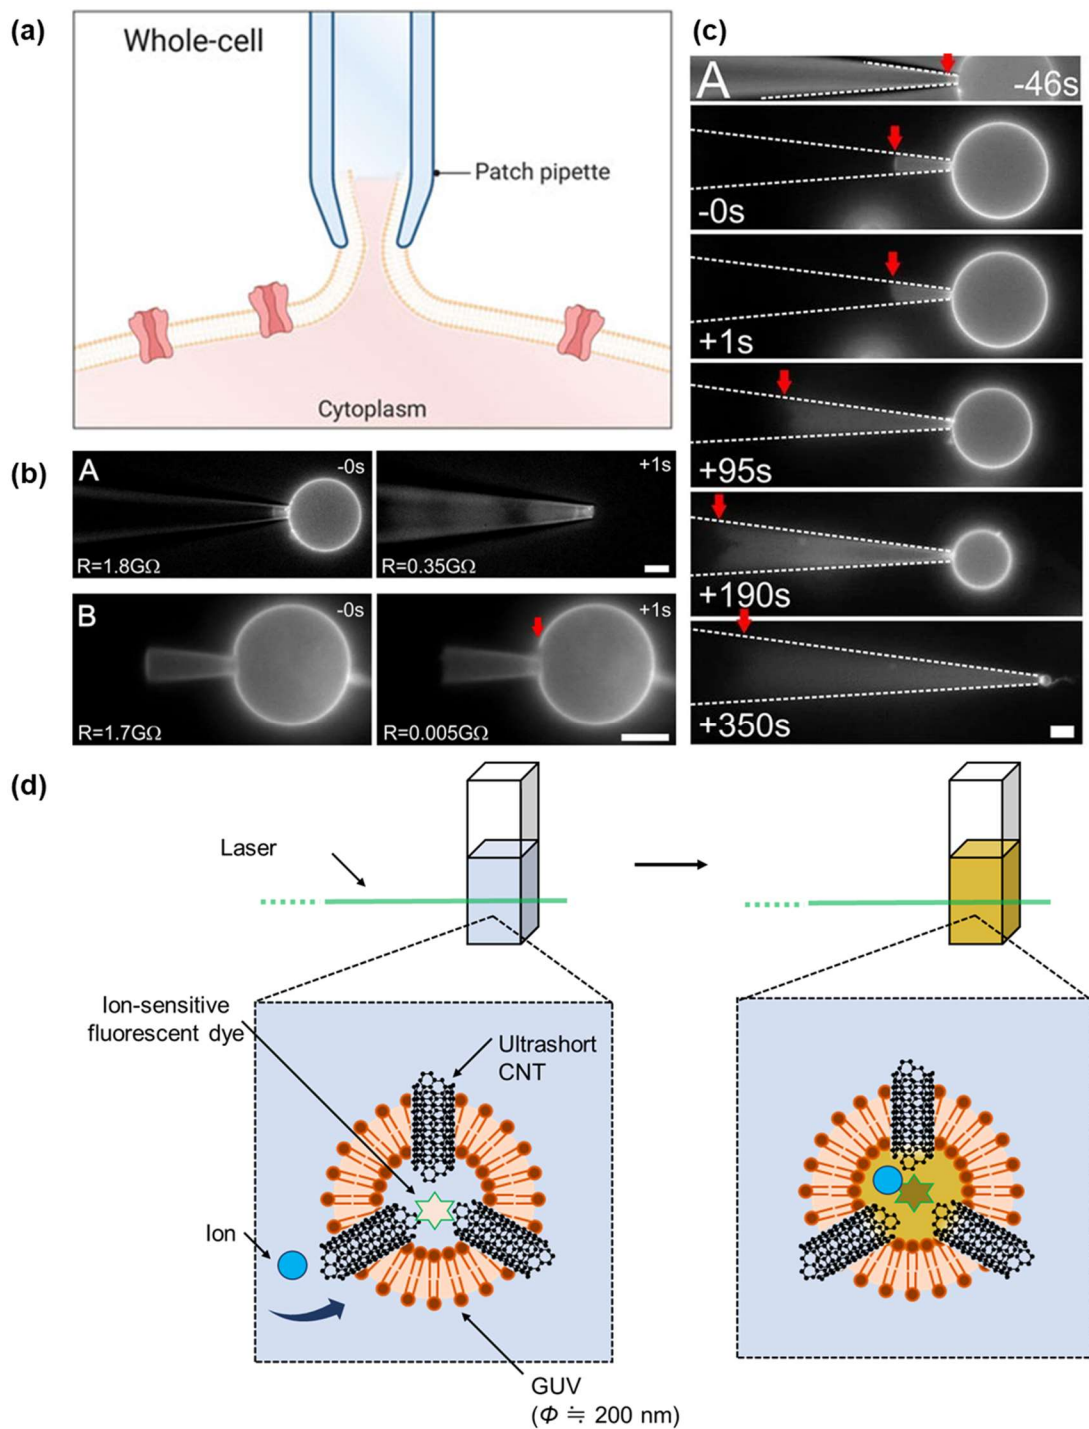 (a)
Whole-cell
Patch pipette
Cytoplasm
(b)
A
-0s
R=1.8GΩ
+1s
R=0.35GΩ
B
-0s
R=1.7GΩ
+1s
R=0.005GΩ
(c)
A
-46s
-0s
+1s
+95s
+190s
+350s
(d)
Laser
Ion-sensitive
fluorescent dye
Ultrashort
CNT
Ion
GUV
(Φ ≒ 200 nm)